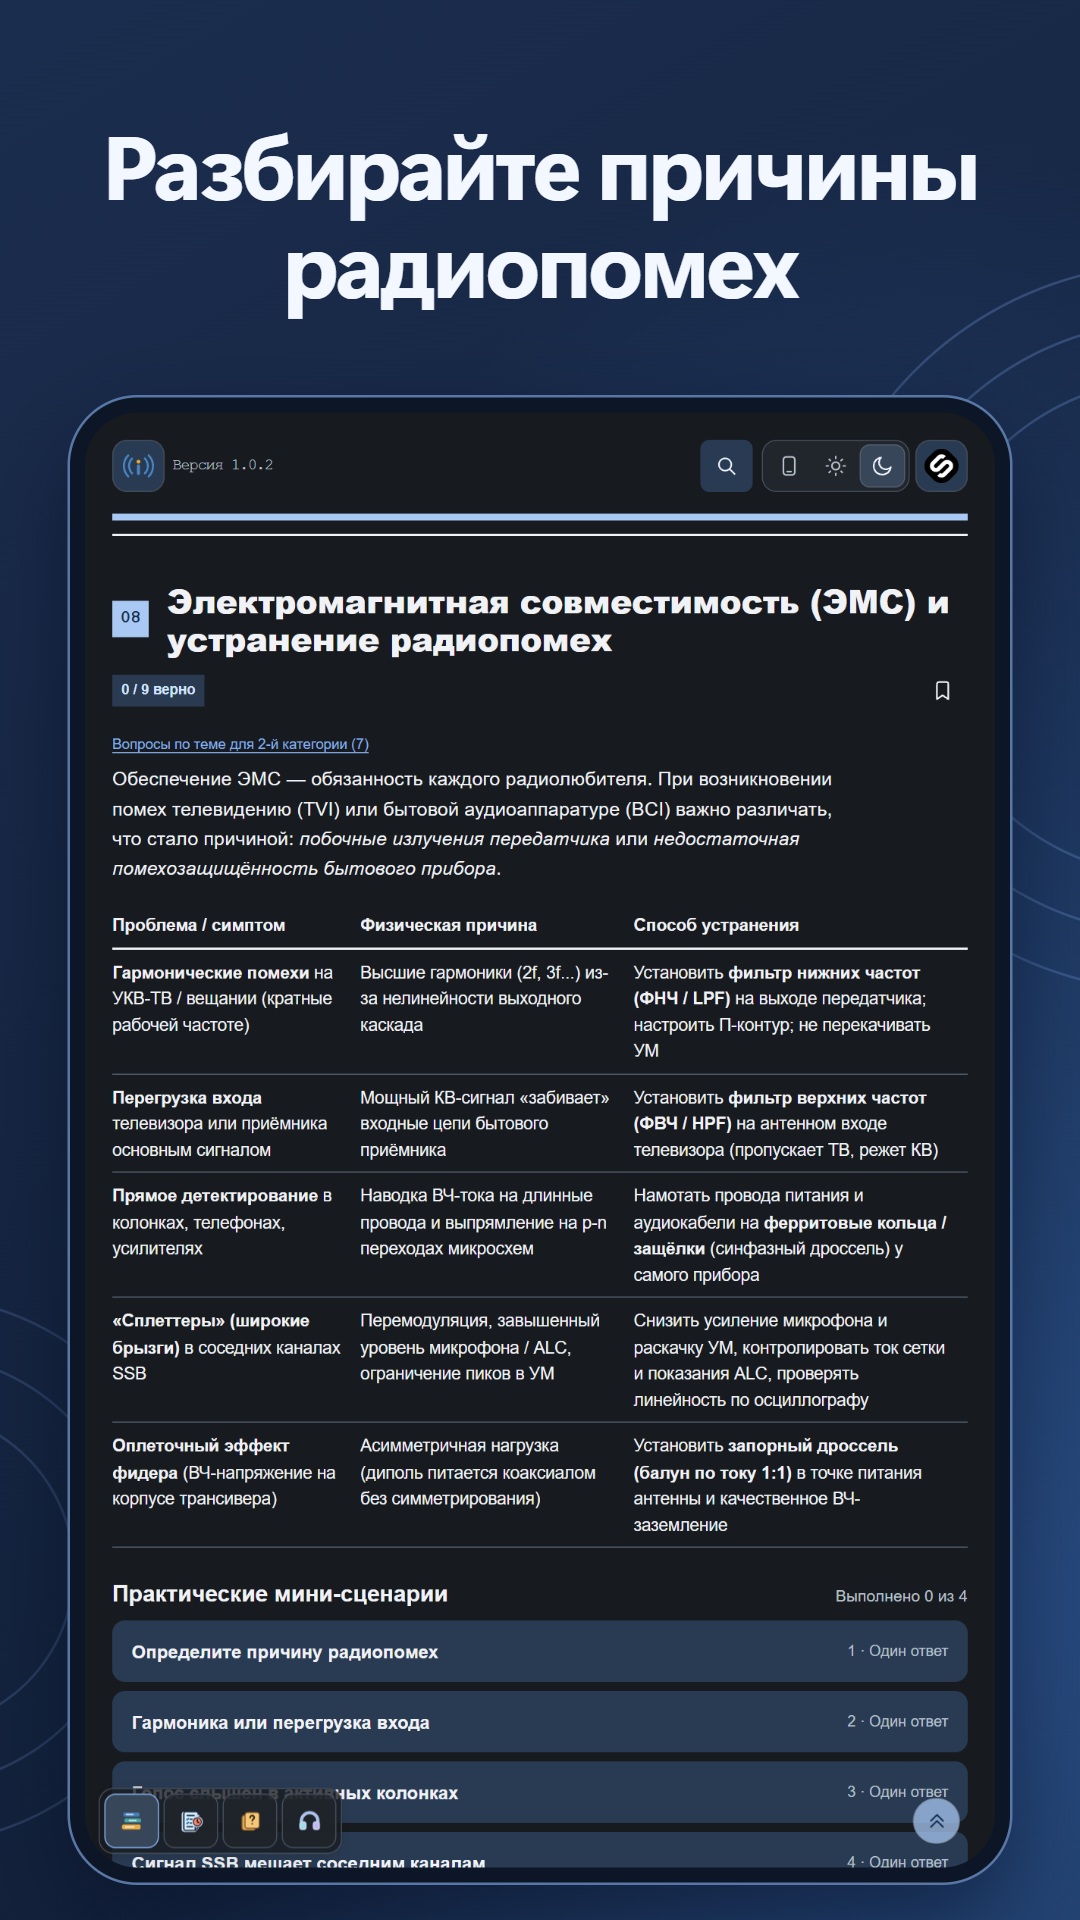 Разбирайте причины
радиопомех
Версия 1.0.2
08
Электромагнитная совместимость (ЭМС) и
устранение радиопомех
0 / 9 верно
Вопросы по теме для 2-й категории (7)
Обеспечение ЭМС — обязанность каждого радиолюбителя. При возникновении
помех телевидению (TVI) или бытовой аудиоаппаратуре (BCI) важно различать,
что стало причиной: побочные излучения передатчика или недостаточная
помехозащищённость бытового прибора.
Проблема / симптом
Физическая причина
Способ устранения
Гармонические помехи на
УКВ-ТВ / вещании (кратные
рабочей частоте)
Высшие гармоники (2f, 3f...) из-
за нелинейности выходного
каскада
Установить фильтр нижних частот
(ФНЧ / LPF) на выходе передатчика;
настроить П-контур; не перекачивать
УМ
Перегрузка входа
телевизора или приёмника
основным сигналом
Мощный КВ-сигнал «забивает»
входные цепи бытового
приёмника
Установить фильтр верхних частот
(ФВЧ / HPF) на антенном входе
телевизора (пропускает ТВ, режет КВ)
Прямое детектирование в
колонках, телефонах,
усилителях
Наводка ВЧ-тока на длинные
провода и выпрямление на p-n
переходах микросхем
Намотать провода питания и
аудиокабели на ферритовые кольца /
защёлки (синфазный дроссель) у
самого прибора
«Сплеттеры» (широкие
брызги) в соседних каналах
SSB
Перемодуляция, завышенный
уровень микрофона / ALC,
ограничение пиков в УМ
Снизить усиление микрофона и
раскачку УМ, контролировать ток сетки
и показания ALC, проверять
линейность по осциллографу
Оплеточный эффект
фидера (ВЧ-напряжение на
корпусе трансивера)
Асимметричная нагрузка
(диполь питается коаксиалом
без симметрирования)
Установить запорный дроссель
(балун по току 1:1) в точке питания
антенны и качественное ВЧ-
заземление
Практические мини-сценарии
Выполнено 0 из 4
Определите причину радиопомех
1 · Один ответ
Гармоника или перегрузка входа
2 · Один ответ
Голос слышен в активных колонках
3 · Один ответ
Сигнал SSB мешает соседним каналам
4 · Один ответ